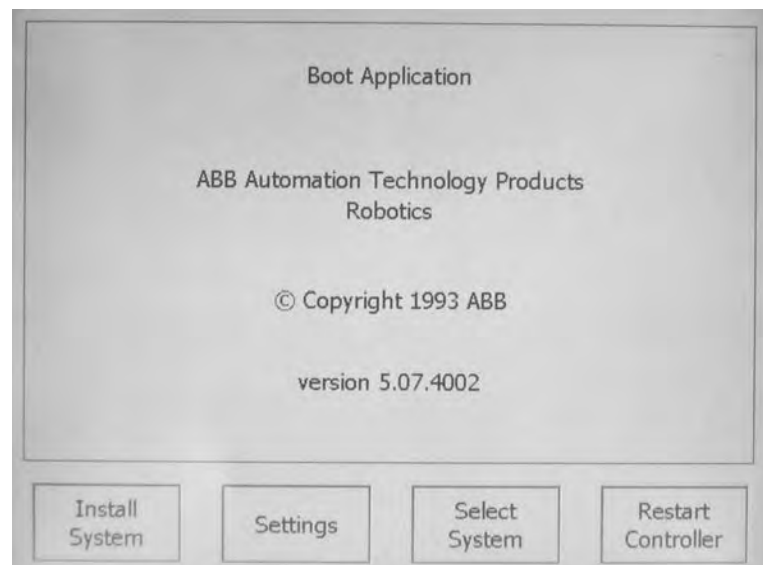 Boot Application
ABB Automation Technology Products
Robotics
© Copyright 1993 ABB
version 5.07.4002
Install
System
Settings
Select
System
Restart
Controller